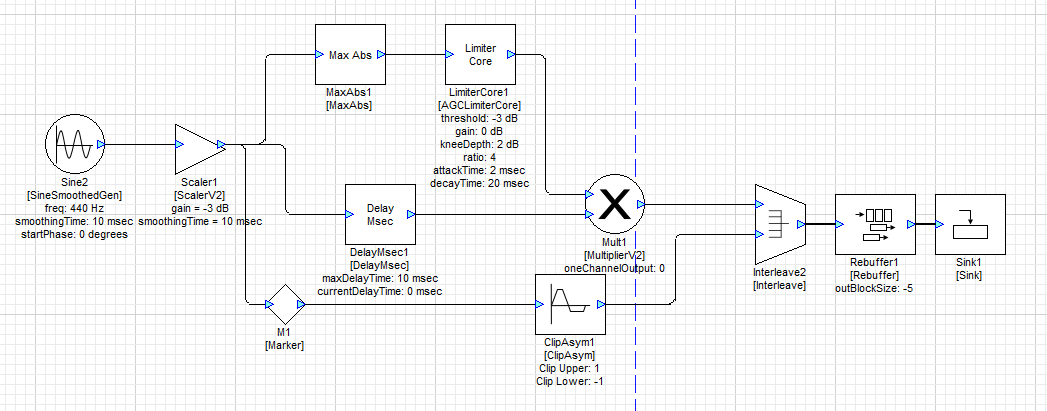 Max Abs
MaxAbs1
[MaxAbs]
Limiter
Core
LimiterCore1
[AGCLimiterCore]
threshold: -3 dB
gain: 0 dB
kneeDepth: 2 dB
ratio: 4
attackTime: 2 msec
decayTime: 20 msec
Sine2
[SineSmoothedGen]
freq: 440 Hz
smoothingTime: 10 msec
startPhase: 0 degrees
Scaler1
[ScalerV2]
gain = -3 dB
smoothingTime = 10 msec
Delay
Msec
DelayMsec1
[DelayMsec]
maxDelayTime: 10 msec
currentDelayTime: 0 msec
X
Mult1
[MultiplierV2]
oneChannelOutput: 0
M1
[Marker]
ClipAsym1
[ClipAsym]
Clip Upper: 1
Clip Lower: -1
Interleave2
[Interleave]
Rebuffer1
[Rebuffer]
outBlockSize: -5
Sink1
[Sink]